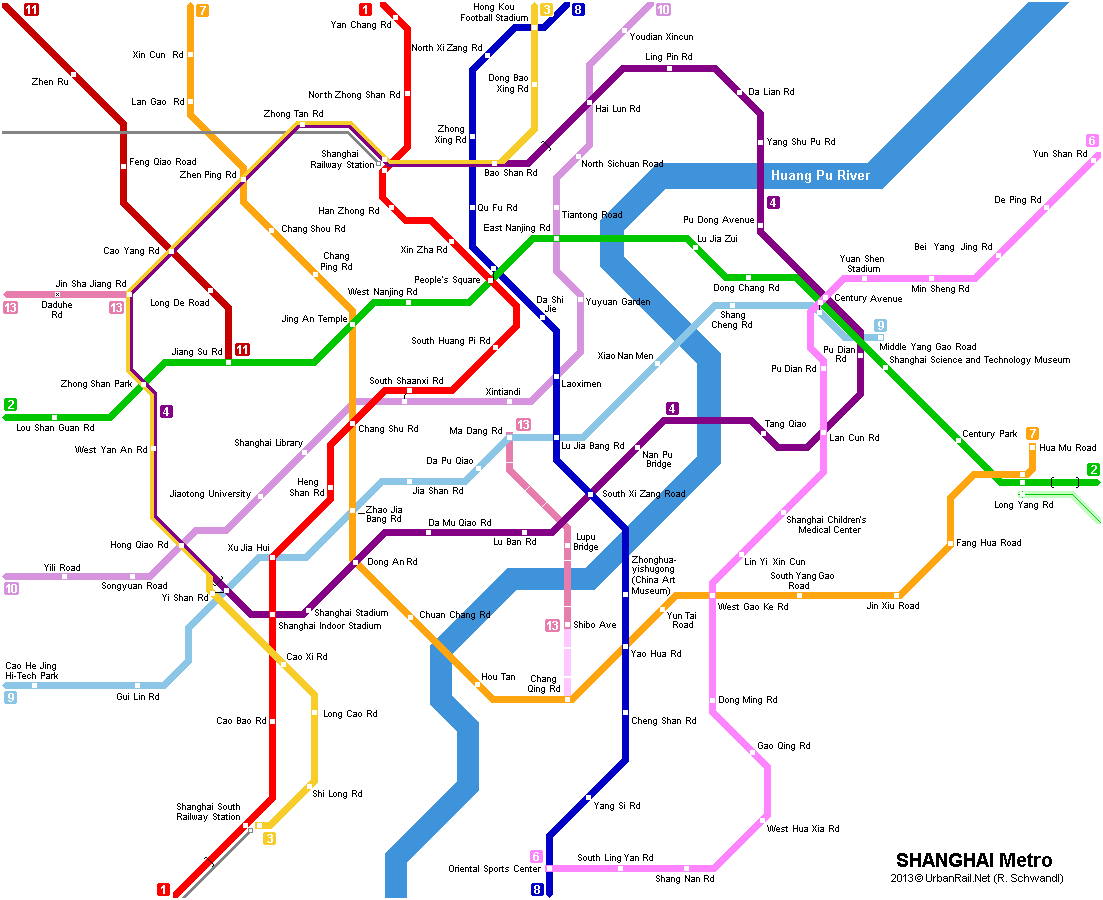 11
7
1
Yan Chang Rd
Hong Kou
Football Stadium
3
8
10
Youdian Xincun
Xin Cun Rd
North Xi Zang Rd
Ling Pin Rd
Zhen Ru
Dong Bao
Xing Rd
Da Lian Rd
Lan Gao Rd
North Zhong Shan Rd
Zhong Tan Rd
Hai Lun Rd
Zhong
Xing Rd
Yang Shu Pu Rd
6
Yun Shan Rd
Feng Qiao Road
Shanghai
Railway Station
North Sichuan Road
Zhen Ping Rd
Bao Shan Rd
Huang Pu River
4
De Ping Rd
Han Zhong Rd
Qu Fu Rd
Tiantong Road
Pu Dong Avenue
Chang Shou Rd
East Nanjing Rd
Lu Jia Zui
Cao Yang Rd
Xin Zha Rd
Bei Yang Jing Rd
Chang
Ping Rd
Yuan Shen
Stadium
People's Square
Jin Sha Jiang Rd
West Nanjing Rd
Dong Chang Rd
Min Sheng Rd
13
Daduhe
Rd
13
Long De Road
Da Shi
Jie
Yuyuan Garden
Century Avenue
Jing An Temple
Shang
Cheng Rd
9
South Huang Pi Rd
Middle Yang Gao Road
Jiang Su Rd
11
Xiao Nan Men
Pu Dian
Rd
Shanghai Science and Technology Museum
Pu Dian Rd
Zhong Shan Park
South Shaanxi Rd
Laoximen
Xintiandi
2
4
4
Lou Shan Guan Rd
Chang Shu Rd
Ma Dang Rd
13
Tang Qiao
Century Park
7
Shanghai Library
Lu Jia Bang Rd
Lan Cun Rd
Hua Mu Road
West Yan An Rd
Nan Pu
Bridge
Da Pu Qiao
2
Heng
Shan Rd
Jiaotong University
Jia Shan Rd
South Xi Zang Road
Long Yang Rd
Zhao Jia
Bang Rd
Da Mu Qiao Rd
Shanghai Children's
Medical Center
Lu Ban Rd
Lupu
Bridge
Hong Qiao Rd
Xu Jia Hui
Fang Hua Road
Dong An Rd
Zhonghua-
yishugong
(China Art
Museum)
Lin Yi Xin Cun
Yili Road
South Yang Gao
Road
10
Songyuan Road
Yi Shan Rd
West Gao Ke Rd
Jin Xiu Road
Shanghai Stadium
Chuan Chang Rd
Yun Tai
Road
Shanghai Indoor Stadium
13
Shibo Ave
Cao Xi Rd
Yao Hua Rd
Cao He Jing
Hi-Tech Park
Hou Tan
Chang
Qing Rd
9
Gui Lin Rd
Dong Ming Rd
Cao Bao Rd
Long Cao Rd
Cheng Shan Rd
Gao Qing Rd
Shi Long Rd
Shanghai South
Railway Station
Yang Si Rd
3
West Hua Xia Rd
6
South Ling Yan Rd
Oriental Sports Center
Shang Nan Rd
1
8
SHANGHAI Metro
2013 © UrbanRail.Net (R. Schwandl)